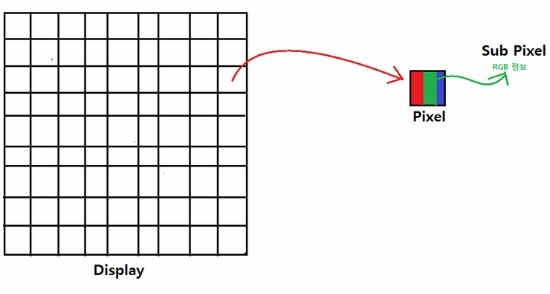 Sub Pixel
RGB 정보
Pixel
Display